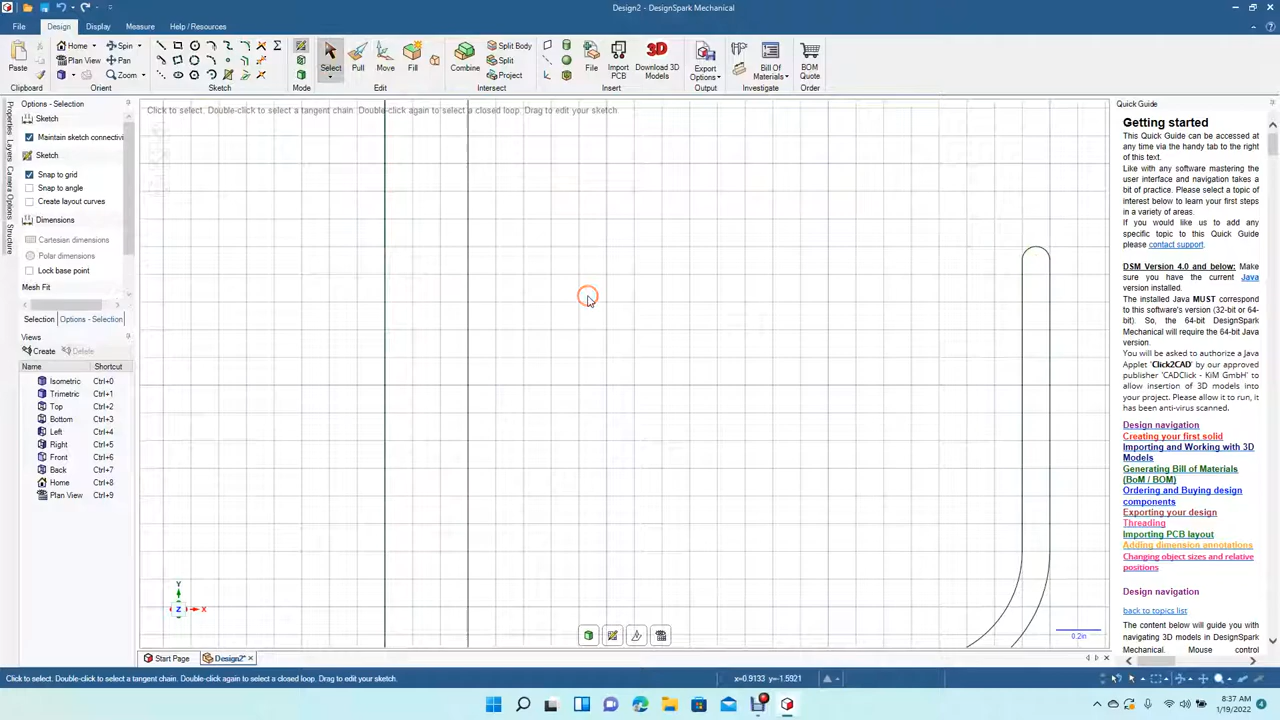 Design2 - DesignSpark Mechanical
File Design Display Measure Help / Resources
Paste
Home Spin
Plan View Pan
Zoom
Select Pull Move Fill
Combine
Split Body
Split
Project
File Import PCB Download 3D Models
Export Options
Bill of Materials
BOM Quote
Clipboard Orient Sketch Edit Intersect Insert Output Investigate Order
Options - Selection
Sketch
Maintain sketch connectivi
Sketch
Snap to grid
Snap to angle
Create layout curves
Dimensions
Cartesian dimensions
Polar dimensions
Lock base point
Mesh Fit
Selection Options - Selection
Properties Layers Camera Options Structure
Views
Create Delete
Name Shortcut
Isometric Ctrl+0
Trimetric Ctrl+1
Top Ctrl+2
Bottom Ctrl+3
Left Ctrl+4
Right Ctrl+5
Front Ctrl+6
Back Ctrl+7
Home Ctrl+8
Plan View Ctrl+9
Click to select. Double-click to select a tangent chain. Double-click again to select a closed loop. Drag to edit your sketch
Y
Z X
0.2in
Quick Guide
Getting started
This Quick Guide can be accessed at
any time via the handy tab to the right
of this text.
Like with any software mastering the
user interface and navigation takes a
bit of practice. Please select a topic of
interest below to learn your first steps
in a variety of areas.
If you would like us to add any
specific topic to this Quick Guide
please contact support.
DSM Version 4.0 and below: Make
sure you have the current Java
version installed.
The installed Java MUST correspond
to this software's version (32-bit or 64-
bit). So, the 64-bit DesignSpark
Mechanical will require the 64-bit Java
version.
You will be asked to authorize a Java
Applet 'Click2CAD' by our approved
publisher 'CADClick - KiM GmbH' to
allow insertion of 3D models into
your project. Please allow it to run, it
has been anti-virus scanned.
Design navigation
Creating your first solid
Importing and Working with 3D
Models
Generating Bill of Materials
(BoM / BOM)
Ordering and Buying design
components
Exporting your design
Threading
Importing PCB layout
Adding dimension annotations
Changing object sizes and relative
positions
Design navigation
back to topics list
The content below will guide you with
navigating 3D models in DesignSpark
Mechanical. Mouse control
Start Page Design2*
Click to select. Double-click to select a tangent chain. Double-click again to select a closed loop. Drag to edit your sketch.
x=0.9133 y=-1.5921
8:37 AM
1/19/2022